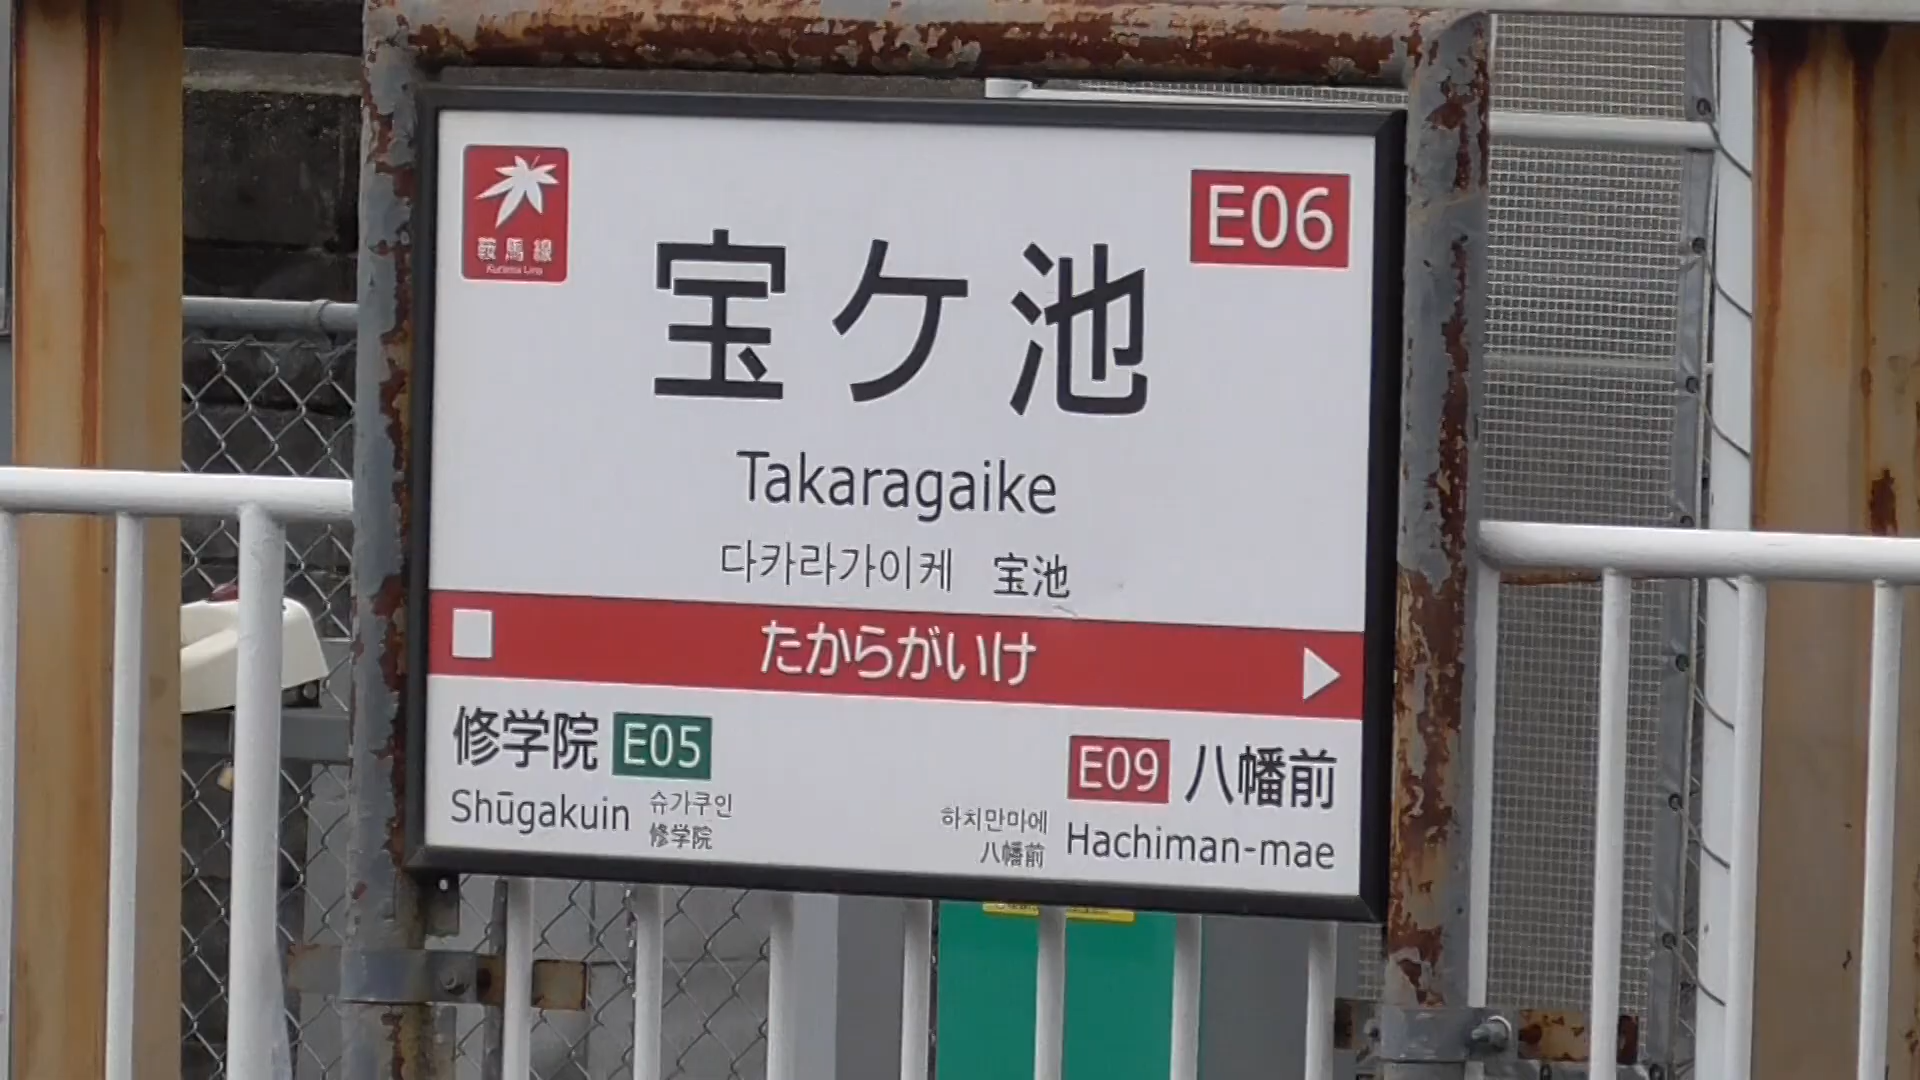 鞍馬線
Kurama Line
E06
宝ケ池
Takaragaike
다카라가이케 宝池
たからがいけ
修学院 E05
Shūgakuin 슈가쿠인
修学院
E09 八幡前
하치만마에 Hachiman-mae
八幡前